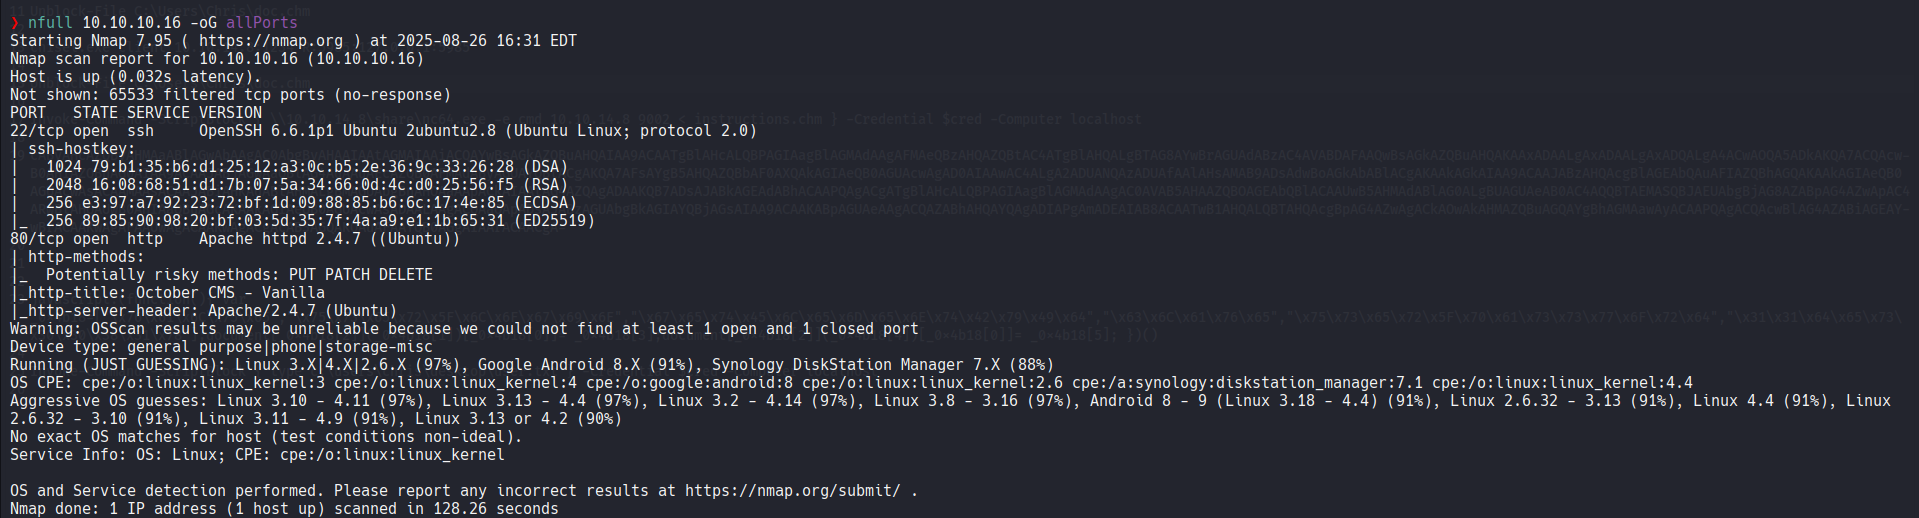 ❯ nfull 10.10.10.16 -oG allPorts
Starting Nmap 7.95 ( https://nmap.org ) at 2025-08-26 16:31 EDT
Nmap scan report for 10.10.10.16 (10.10.10.16)
Host is up (0.032s latency).
Not shown: 65533 filtered tcp ports (no-response)
PORT   STATE SERVICE VERSION
22/tcp open  ssh     OpenSSH 6.6.1p1 Ubuntu 2ubuntu2.8 (Ubuntu Linux; protocol 2.0)
| ssh-hostkey:
|   1024 79:b1:35:b6:d1:25:12:a3:0c:b5:2e:36:9c:33:26:28 (DSA)
|   2048 16:08:68:51:d1:7b:07:5a:34:66:0d:4c:d0:25:56:f5 (RSA)
|   256 e3:97:a7:92:23:72:bf:1d:09:88:85:b6:6c:17:4e:85 (ECDSA)
|_  256 89:85:90:98:20:bf:03:5d:35:7f:4a:a9:e1:1b:65:31 (ED25519)
80/tcp open  http    Apache httpd 2.4.7 ((Ubuntu))
| http-methods:
|_  Potentially risky methods: PUT PATCH DELETE
|_http-title: October CMS - Vanilla
|_http-server-header: Apache/2.4.7 (Ubuntu)
Warning: OSScan results may be unreliable because we could not find at least 1 open and 1 closed port
Device type: general purpose|phone|storage-misc
Running (JUST GUESSING): Linux 3.X|4.X|2.6.X (97%), Google Android 8.X (91%), Synology DiskStation Manager 7.X (88%)
OS CPE: cpe:/o:linux:linux_kernel:3 cpe:/o:linux:linux_kernel:4 cpe:/o:google:android:8 cpe:/o:linux:linux_kernel:2.6 cpe:/a:synology:diskstation_manager:7.1 cpe:/o:linux:linux_kernel:4.4
Aggressive OS guesses: Linux 3.10 - 4.11 (97%), Linux 3.13 - 4.4 (97%), Linux 3.2 - 4.14 (97%), Linux 3.8 - 3.16 (97%), Android 8 - 9 (Linux 3.18 - 4.4) (91%), Linux 2.6.32 - 3.13 (91%), Linux 4.4 (91%), Linux
2.6.32 - 3.10 (91%), Linux 3.11 - 4.9 (91%), Linux 3.13 or 4.2 (90%)
No exact OS matches for host (test conditions non-ideal).
Service Info: OS: Linux; CPE: cpe:/o:linux:linux_kernel
OS and Service detection performed. Please report any incorrect results at https://nmap.org/submit/ .
Nmap done: 1 IP address (1 host up) scanned in 128.26 seconds